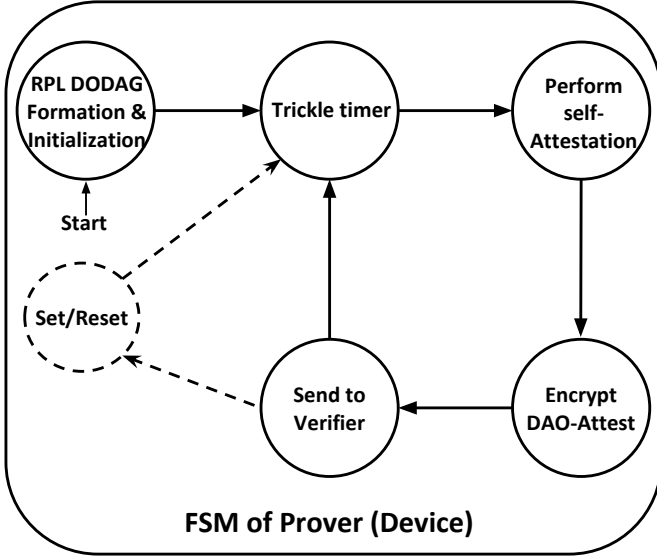 RPL DODAG
Formation &
Initialization
Trickle timer
Perform
self-
Attestation
Start
Set/Reset
Send to
Verifier
Encrypt
DAO-Attest
FSM of Prover (Device)